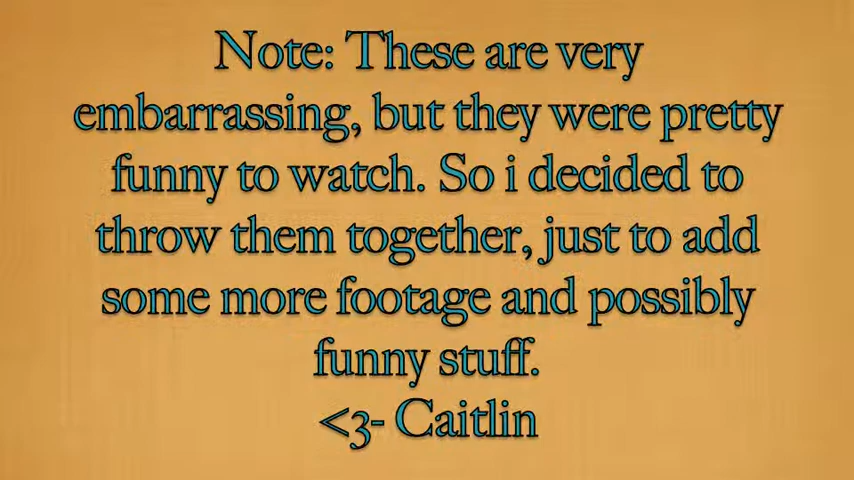 Note: These are very
embarrassing, but they were pretty
funny to watch. So i decided to
throw them together, just to add
some more footage and possibly
funny stuff.
<3- Caitlin